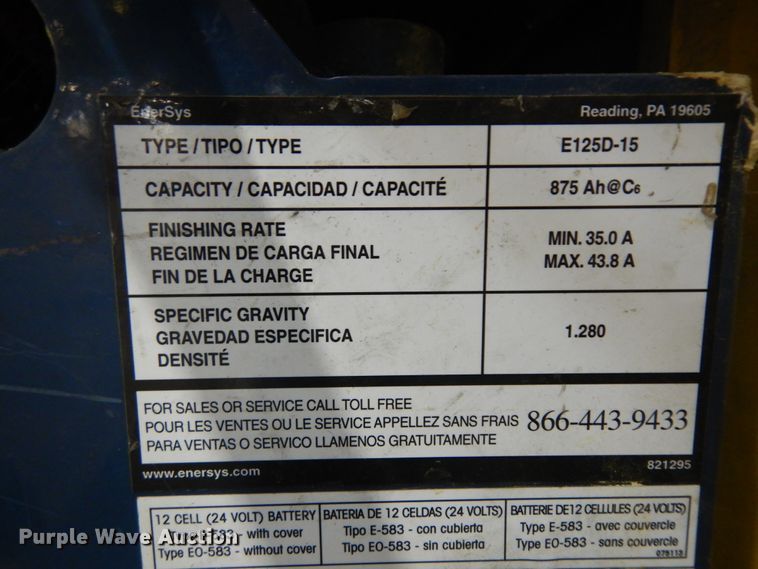 EnerSys
Reading, PA 19605
TYPE / TIPO / TYPE
E125D-15
CAPACITY / CAPACIDAD / CAPACITÉ
875 Ah@C6
FINISHING RATE
REGIMEN DE CARGA FINAL
FIN DE LA CHARGE
MIN. 35.0 A
MAX. 43.8 A
SPECIFIC GRAVITY
GRAVEDAD ESPECIFICA
DENSITÉ
1.280
FOR SALES OR SERVICE CALL TOLL FREE
POUR LES VENTES OU LE SERVICE APPELLEZ SANS FRAIS
PARA VENTAS O SERVICO LLAMENOS GRATUITAMENTE
866-443-9433
www.enersys.com
821295
12 CELL (24 VOLT) BATTERY
Type E-583 - with cover
Type EO-583 - without cover
BATERIA DE 12 CELDAS (24 VOLTS)
Tipo E-583 - con cubierta
Tipo EO-583 - sin cubierta
BATTERIE DE 12 CELLULES (24 VOLTS)
Type E-583 - avec couvercle
Type EO-583 - sans couvercle
Purple Wave Auction